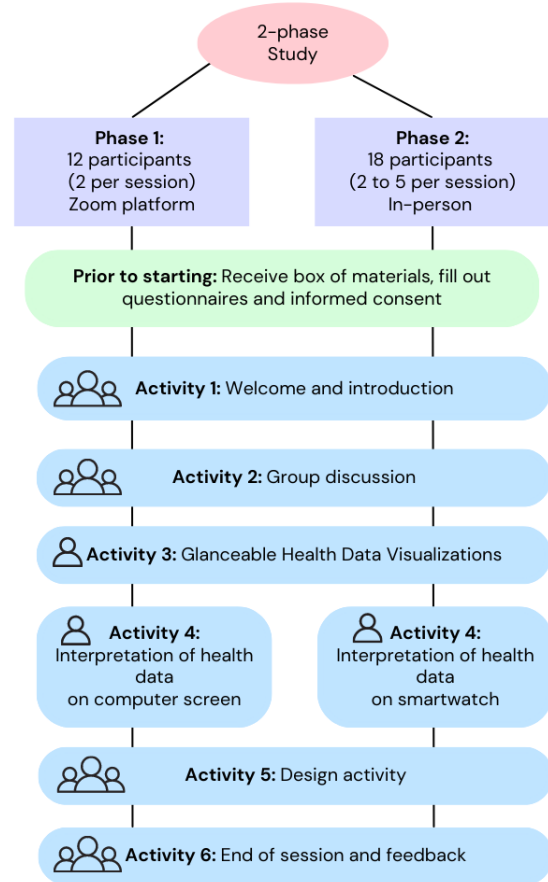 2-phase
Study
Phase 1:
12 participants
(2 per session)
Zoom platform
Phase 2:
18 participants
(2 to 5 per session)
In-person
Prior to starting: Receive box of materials, fill out
questionnaires and informed consent
Activity 1: Welcome and introduction
Activity 2: Group discussion
Activity 3: Glanceable Health Data Visualizations
Activity 4:
Interpretation of health
data
on computer screen
Activity 4:
Interpretation of health
data
on smartwatch
Activity 5: Design activity
Activity 6: End of session and feedback